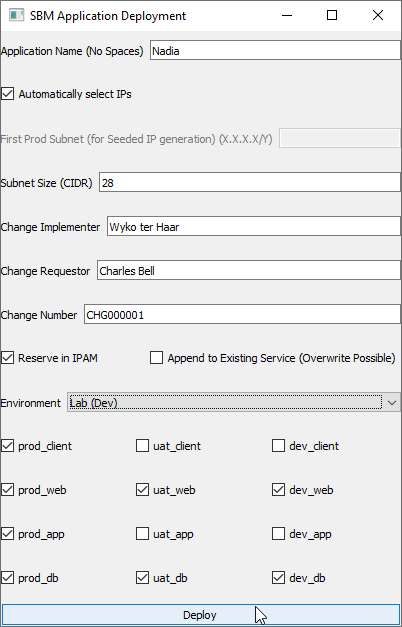 SBM Application Deployment
Application Name (No Spaces) Nadia
Automatically select IPs
First Prod Subnet (for Seeded IP generation) (X.X.X.X/Y)
Subnet Size (CIDR) 28
Change Implementer Wyko ter Haar
Change Requestor Charles Bell
Change Number CHG000001
Reserve in IPAM Append to Existing Service (Overwrite Possible)
Environment Lab (Dev)
prod_client uat_client dev_client
prod_web uat_web dev_web
prod_app uat_app dev_app
prod_db uat_db dev_db
Deploy